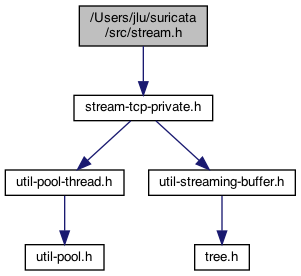 /Users/jlu/suricata
/src/stream.h
stream-tcp-private.h
util-pool-thread.h
util-streaming-buffer.h
util-pool.h
tree.h